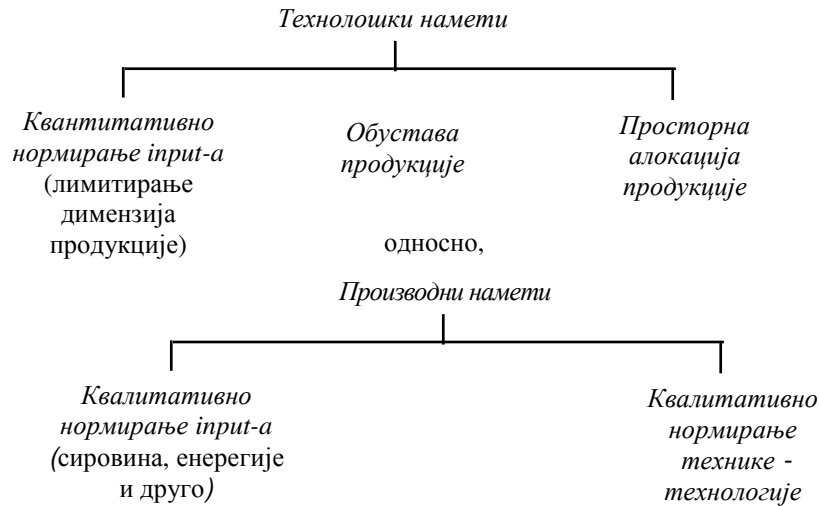 Технолошки намети
Квантитативно
нормирање input-a
(лимитирање
димензија
продукције)
Обустава
продукције
Просторна
алокација
продукције
односно,
Производни намети
Квалитативно
нормирање input-a
(сировина, енерегије
и друго)
Квалитативно
нормирање
технике -
технологије